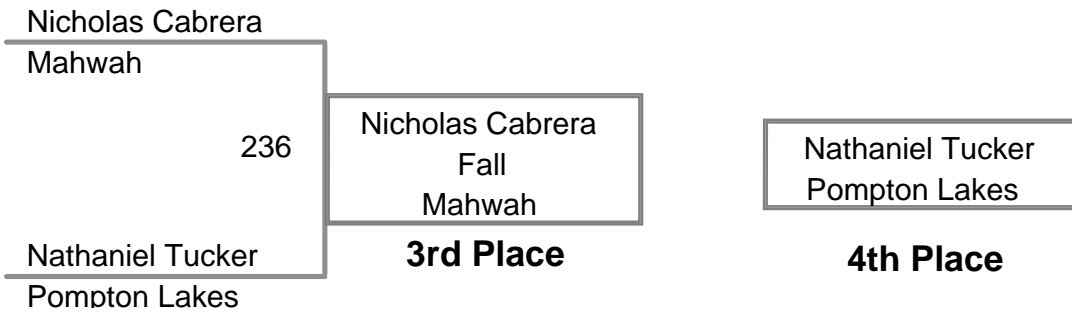 Nicholas Cabrera
Mahwah
236
Nathaniel Tucker
Pompton Lakes
Nicholas Cabrera
Fall
Mahwah
3rd Place
Nathaniel Tucker
Pompton Lakes
4th Place